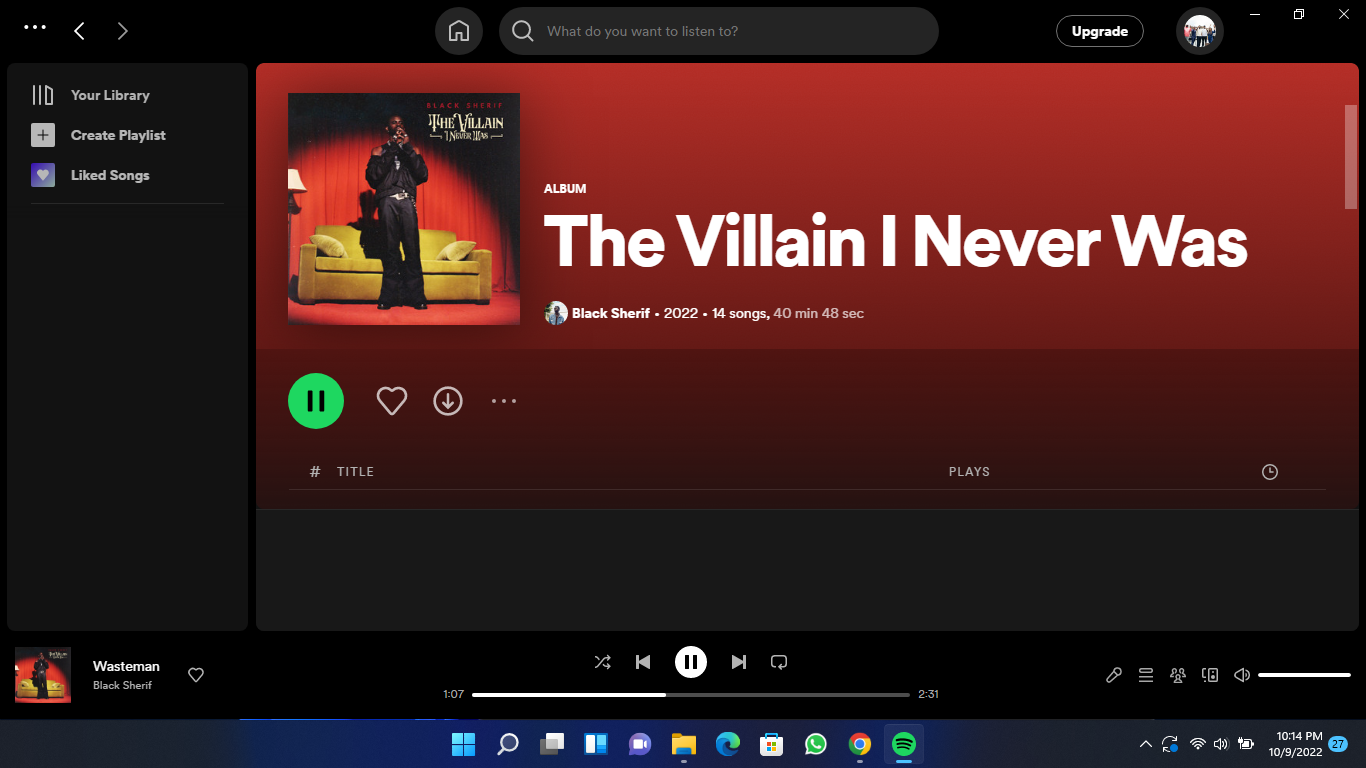 What do you want to listen to?
Upgrade
Your Library
Create Playlist
Liked Songs
BLACK SHERIF
THE VILLAIN
I NEVER WAS
ALBUM
The Villain I Never Was
Black Sherif • 2022 • 14 songs, 40 min 48 sec
# TITLE PLAYS
Wasteman
Black Sherif
1:07 2:31
10:14 PM
10/9/2022 27